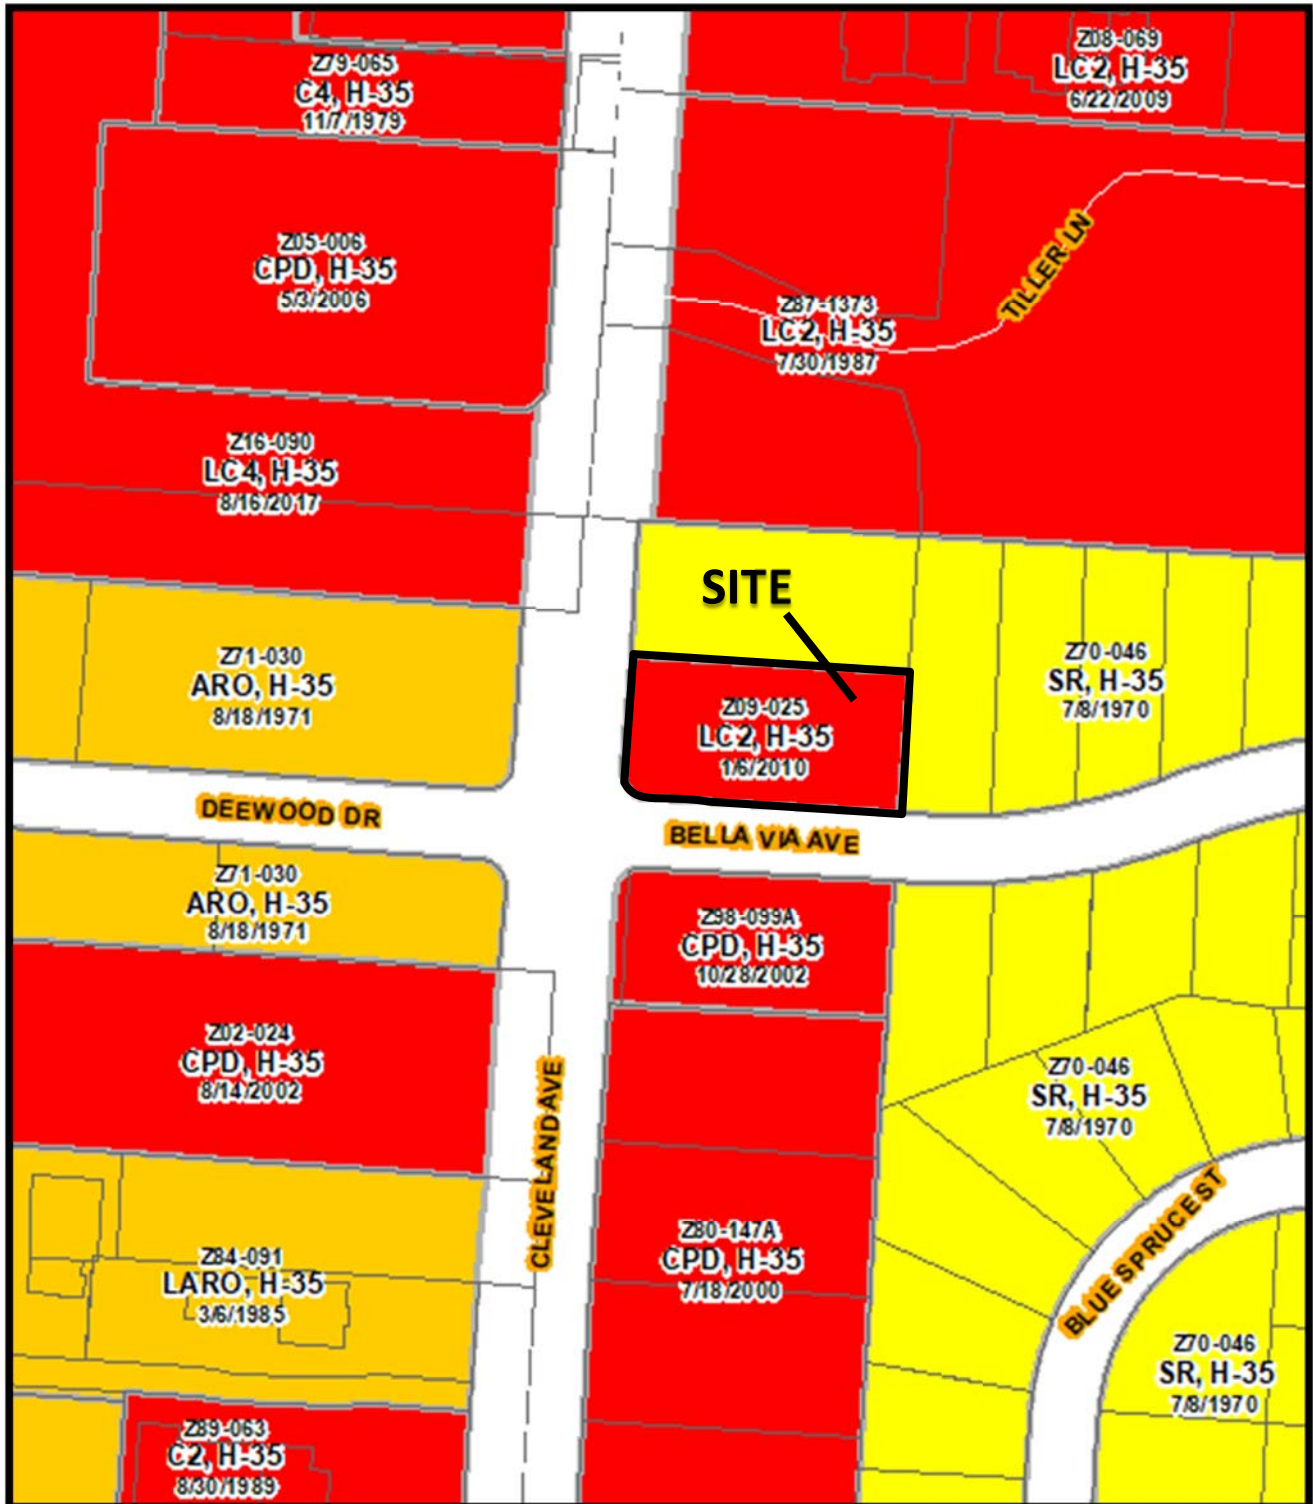 Z79-065
C4, H-35
11/7/1979
Z08-069
LC2, H-35
6/22/2009
Z05-006
CPD, H-35
5/3/2006
TILLER LN
Z87-1373
LC2, H-35
7/30/1987
Z16-090
LC4, H-35
8/16/2017
SITE
Z71-030
ARO, H-35
8/18/1971
Z09-025
LC2, H-35
1/6/2010
Z70-046
SR, H-35
7/8/1970
DEEWOOD DR
BELLA VIA AVE
Z71-030
ARO, H-35
8/18/1971
Z98-099A
CPD, H-35
10/28/2002
Z02-024
CPD, H-35
8/14/2002
CLEVELAND AVE
Z70-046
SR, H-35
7/8/1970
Z84-091
LARO, H-35
3/6/1985
Z80-147A
CPD, H-35
7/18/2000
BLUE SPRUCE ST
Z70-046
SR, H-35
7/8/1970
Z89-063
C2, H-35
8/30/1989